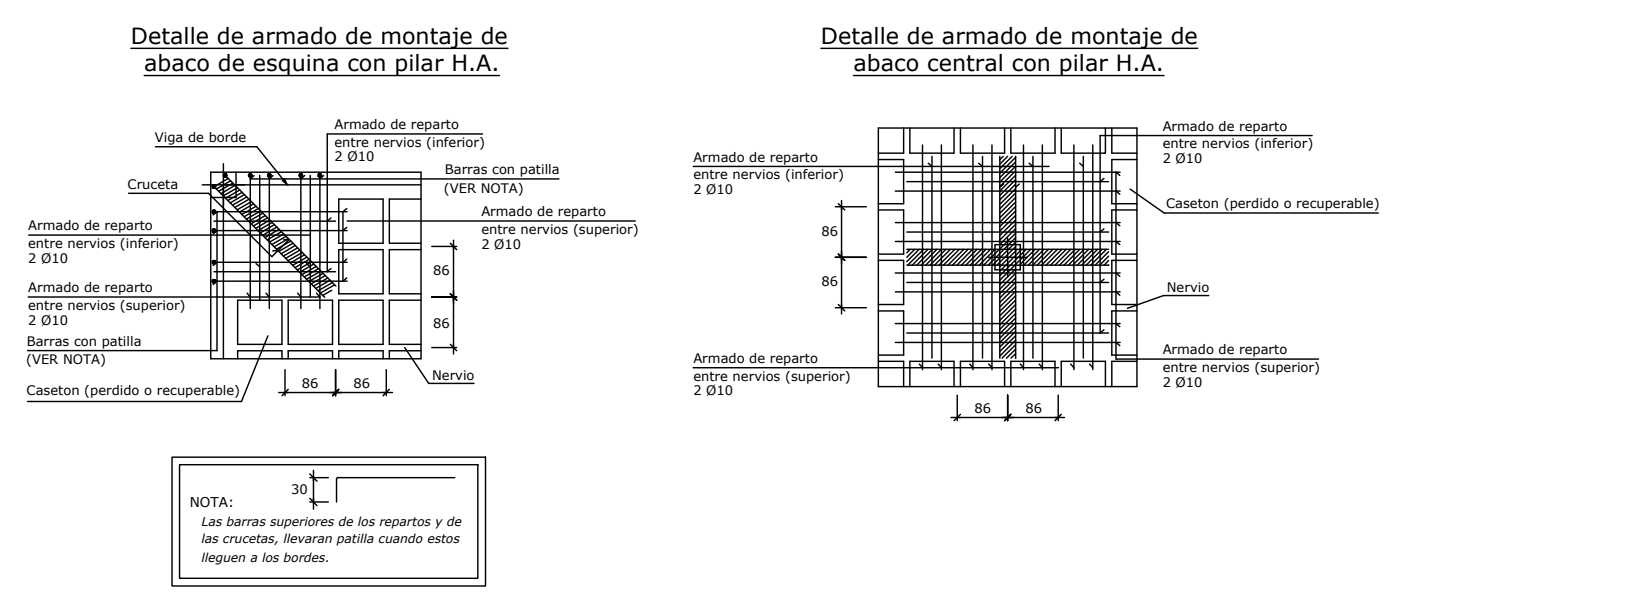 Detalle de armado de montaje de
abaco de esquina con pilar H.A.
Viga de borde
Armado de reparto
entre nervios (inferior)
2 Ø10
Cruceta
Barras con patilla
(VER NOTA)
Armado de reparto
entre nervios (superior)
2 Ø10
Armado de reparto
entre nervios (inferior)
2 Ø10
Armado de reparto
entre nervios (superior)
2 Ø10
Barras con patilla
(VER NOTA)
Caseton (perdido o recuperable)
86
86
86
86
Nervio
30
NOTA:
Las barras superiores de los repartos y de
las crucetas, llevaran patilla cuando estos
lleguen a los bordes.
Detalle de armado de montaje de
abaco central con pilar H.A.
Armado de reparto
entre nervios (inferior)
2 Ø10
Armado de reparto
entre nervios (inferior)
2 Ø10
Caseton (perdido o recuperable)
86
86
Nervio
Armado de reparto
entre nervios (superior)
2 Ø10
Armado de reparto
entre nervios (superior)
2 Ø10
86
86